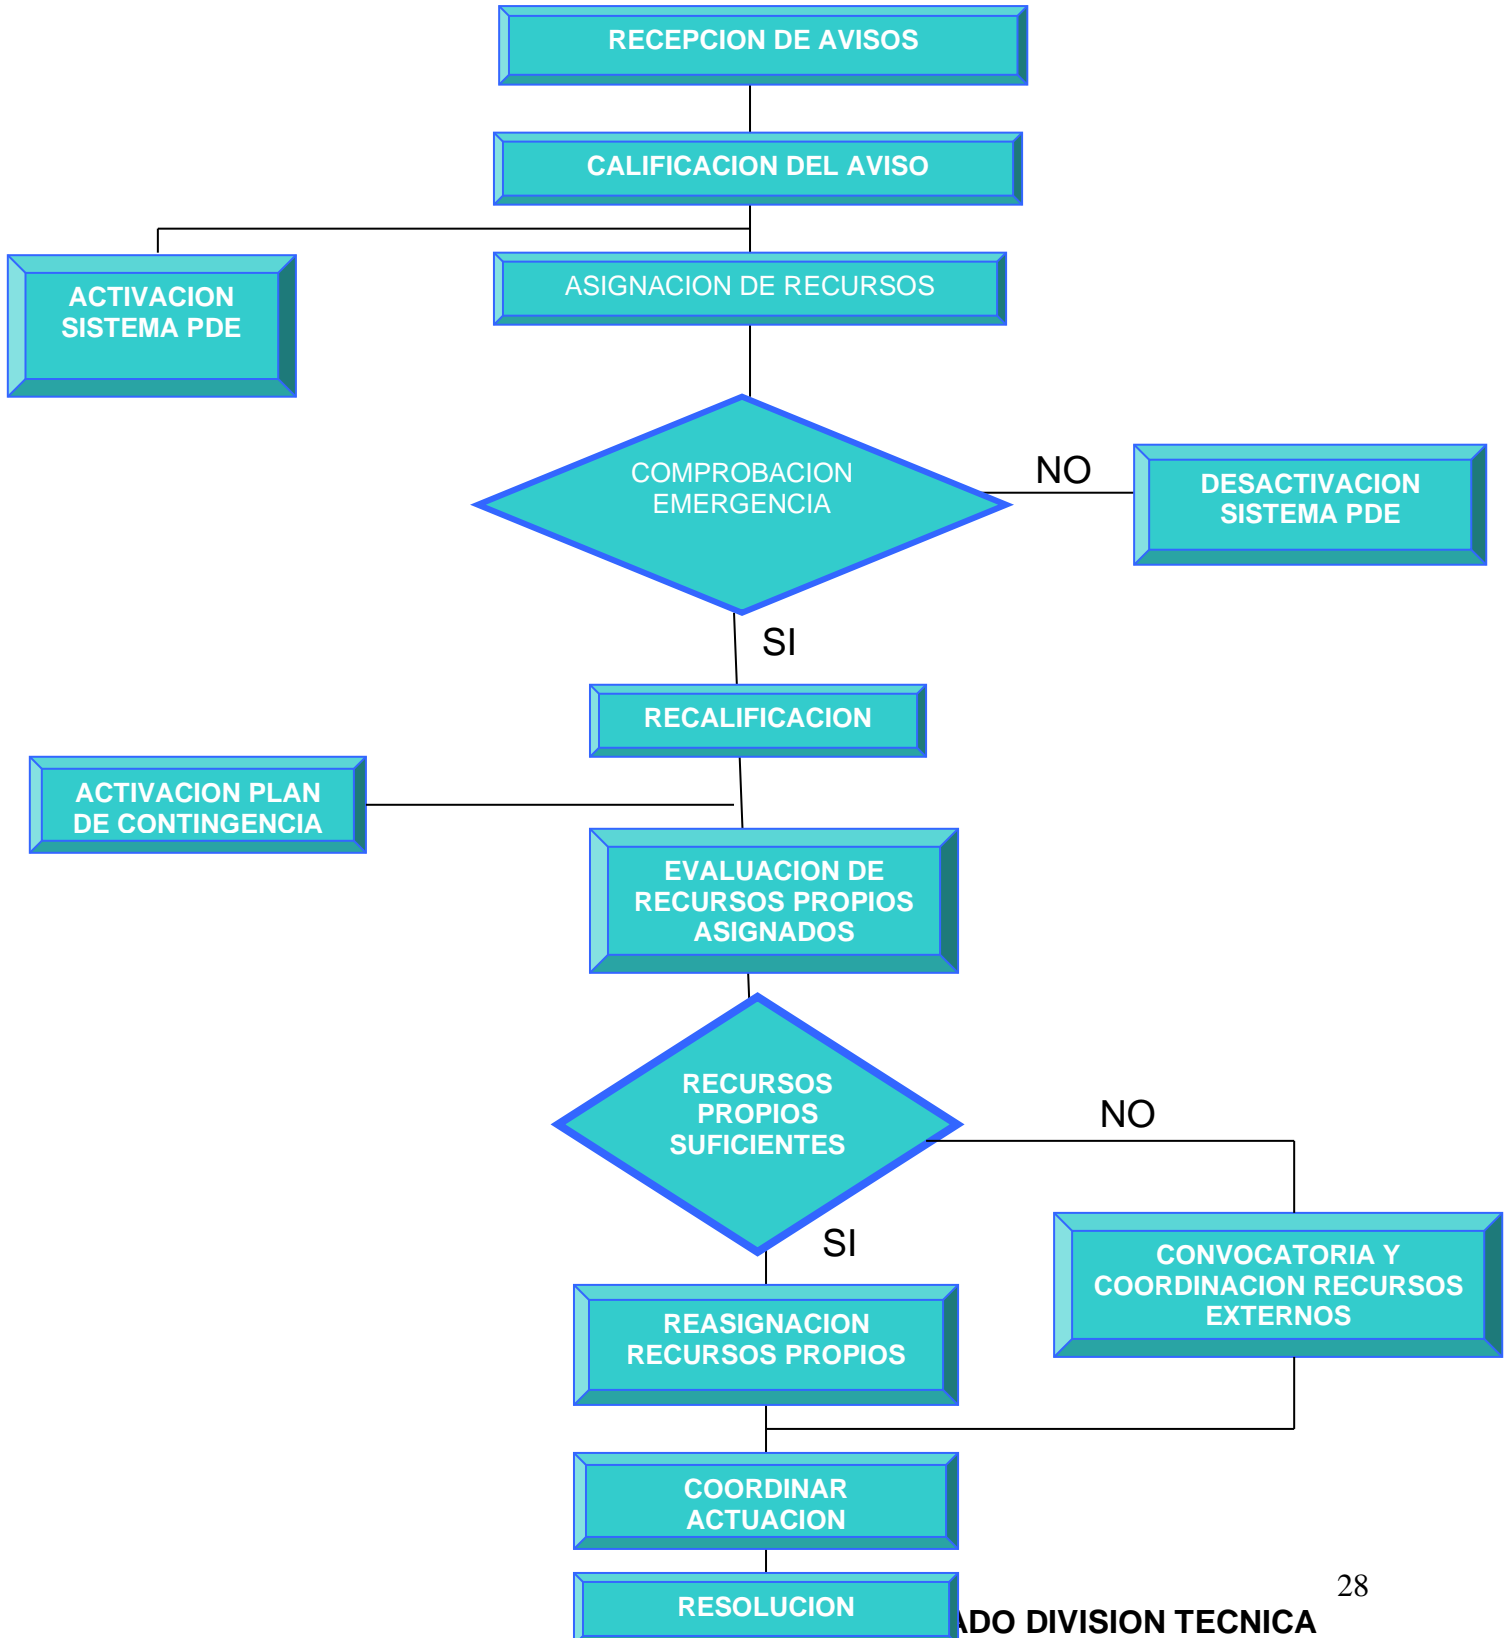 RECEPCION DE AVISOS
CALIFICACION DEL AVISO
ACTIVACION
SISTEMA PDE
ASIGNACION DE RECURSOS
COMPROBACION
EMERGENCIA
NO
DESACTIVACION
SISTEMA PDE
SI
RECALIFICACION
ACTIVACION PLAN
DE CONTINGENCIA
EVALUACION DE
RECURSOS PROPIOS
ASIGNADOS
RECURSOS
PROPIOS
SUFICIENTES
NO
SI
CONVOCATORIA Y
COORDINACION RECURSOS
EXTERNOS
REASIGNACION
RECURSOS PROPIOS
COORDINAR
ACTUACION
RESOLUCION
28
DIVISION TECNICA